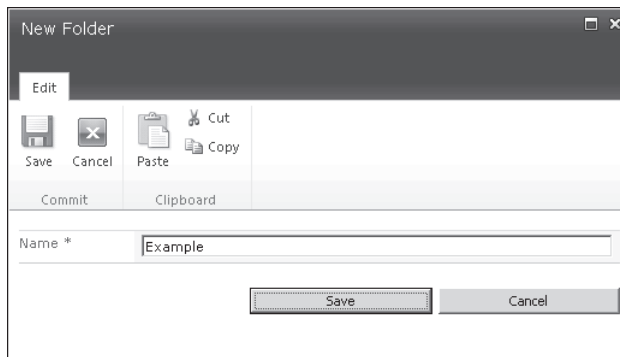 New Folder
Edit
Save
Cancel
Paste
Cut
Copy
Commit
Clipboard
Name *
Example
Save
Cancel